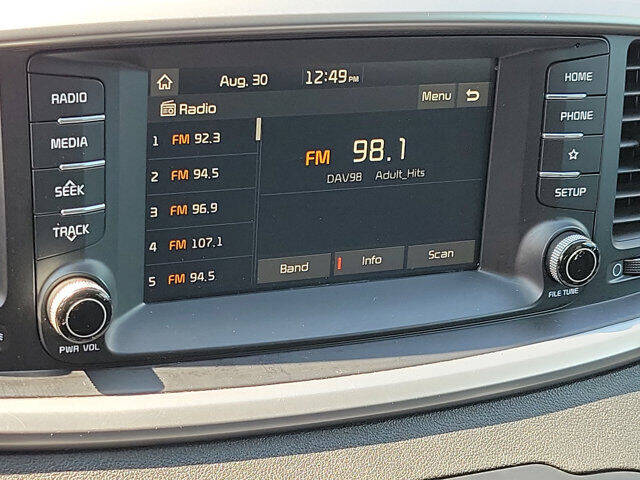 Aug. 30 12:49 PM
Radio
Menu
1 FM 92.3
2 FM 94.5
3 FM 96.9
4 FM 107.1
5 FM 94.5
FM 98.1
DAV98 Adult_Hits
Band
Info
Scan
RADIO
MEDIA
SEEK
TRACK
PWR VOL
HOME
PHONE
SETUP
FILE TUNE